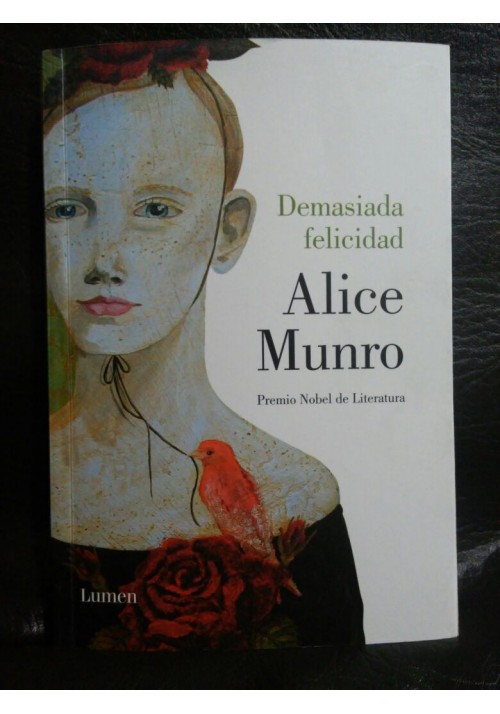 Demasiada
felicidad
Alice
Munro
Premio Nobel de Literatura
Lumen